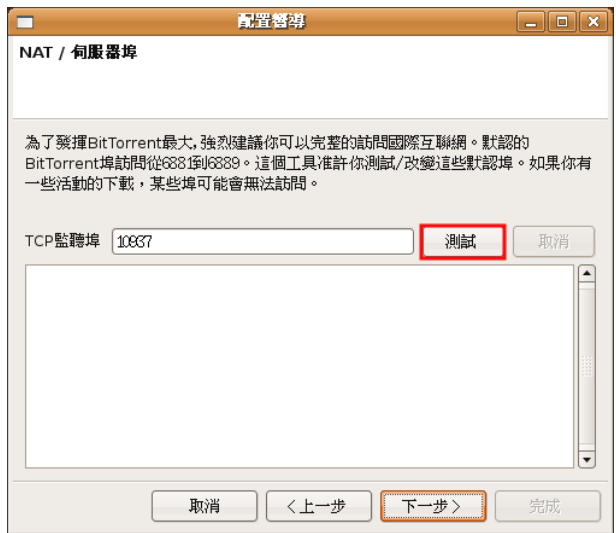 配置嚮導
NAT / 伺服器埠
為了發揮BitTorrent最大,強烈建議你可以完整的訪問國際互聯網。默認的
BitTorrent埠訪問從6881到6889。這個工具准許你測試/改變這些默認埠。如果你有
一些活動的下載，某些埠可能會無法訪問。
TCP監聽埠 10937 測試 取消
取消 <上一步 下一步> 完成